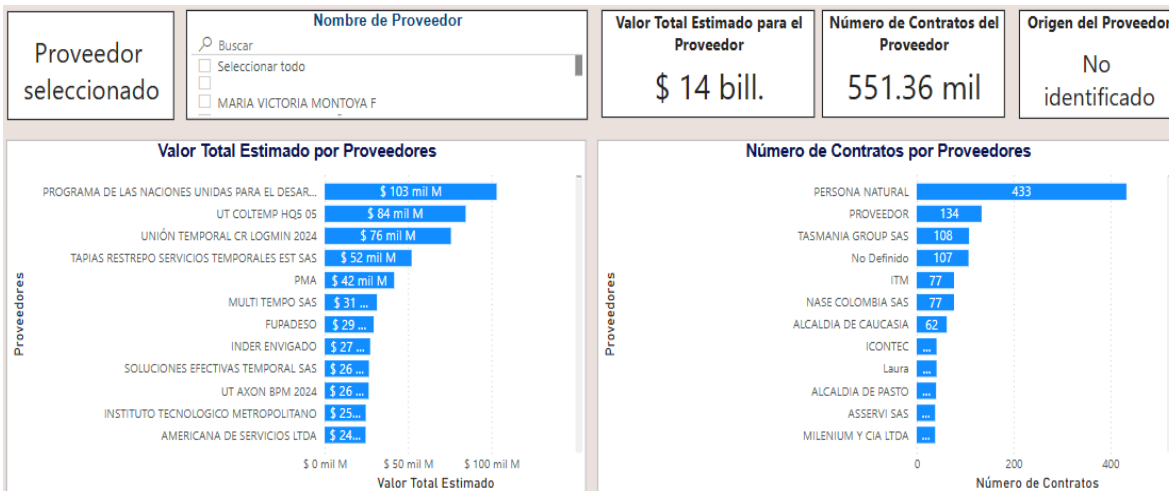 Proveedor
seleccionado
Nombre de Proveedor
Buscar
Seleccionar todo
MARIA VICTORIA MONTOYA F
Valor Total Estimado para el
Proveedor
$ 14 bill.
Número de Contratos del
Proveedor
551.36 mil
Origen del Proveedor
No
identificado
Valor Total Estimado por Proveedores
Proveedores
PROGRAMA DE LAS NACIONES UNIDAS PARA EL DESAR... $ 103 mil M
UT COLTEMP HQ5 05 $ 84 mil M
UNIÓN TEMPORAL CR LOGMIN 2024 $ 76 mil M
TAPIAS RESTREPO SERVICIOS TEMPORALES EST SAS $ 52 mil M
PMA $ 42 mil M
MULTI TEMPO SAS $ 31 ...
FUPADESO $ 29 ...
INDER ENVIGADO $ 27 ...
SOLUCIONES EFECTIVAS TEMPORAL SAS $ 26 ...
UT AXON BPM 2024 $ 26 ...
INSTITUTO TECNOLOGICO METROPOLITANO $ 25...
AMERICANA DE SERVICIOS LTDA $ 24...
$ 0 mil M $ 50 mil M $ 100 mil M
Valor Total Estimado
Número de Contratos por Proveedores
Proveedores
PERSONA NATURAL 433
PROVEEDOR 134
TASMANIA GROUP SAS 108
No Definido 107
ITM 77
NASE COLOMBIA SAS 77
ALCALDIA DE CAUCASIA 62
ICONTEC ...
Laura ...
ALCALDIA DE PASTO ...
ASSERVI SAS ...
MILENIUM Y CIA LTDA ...
0 200 400
Número de Contratos